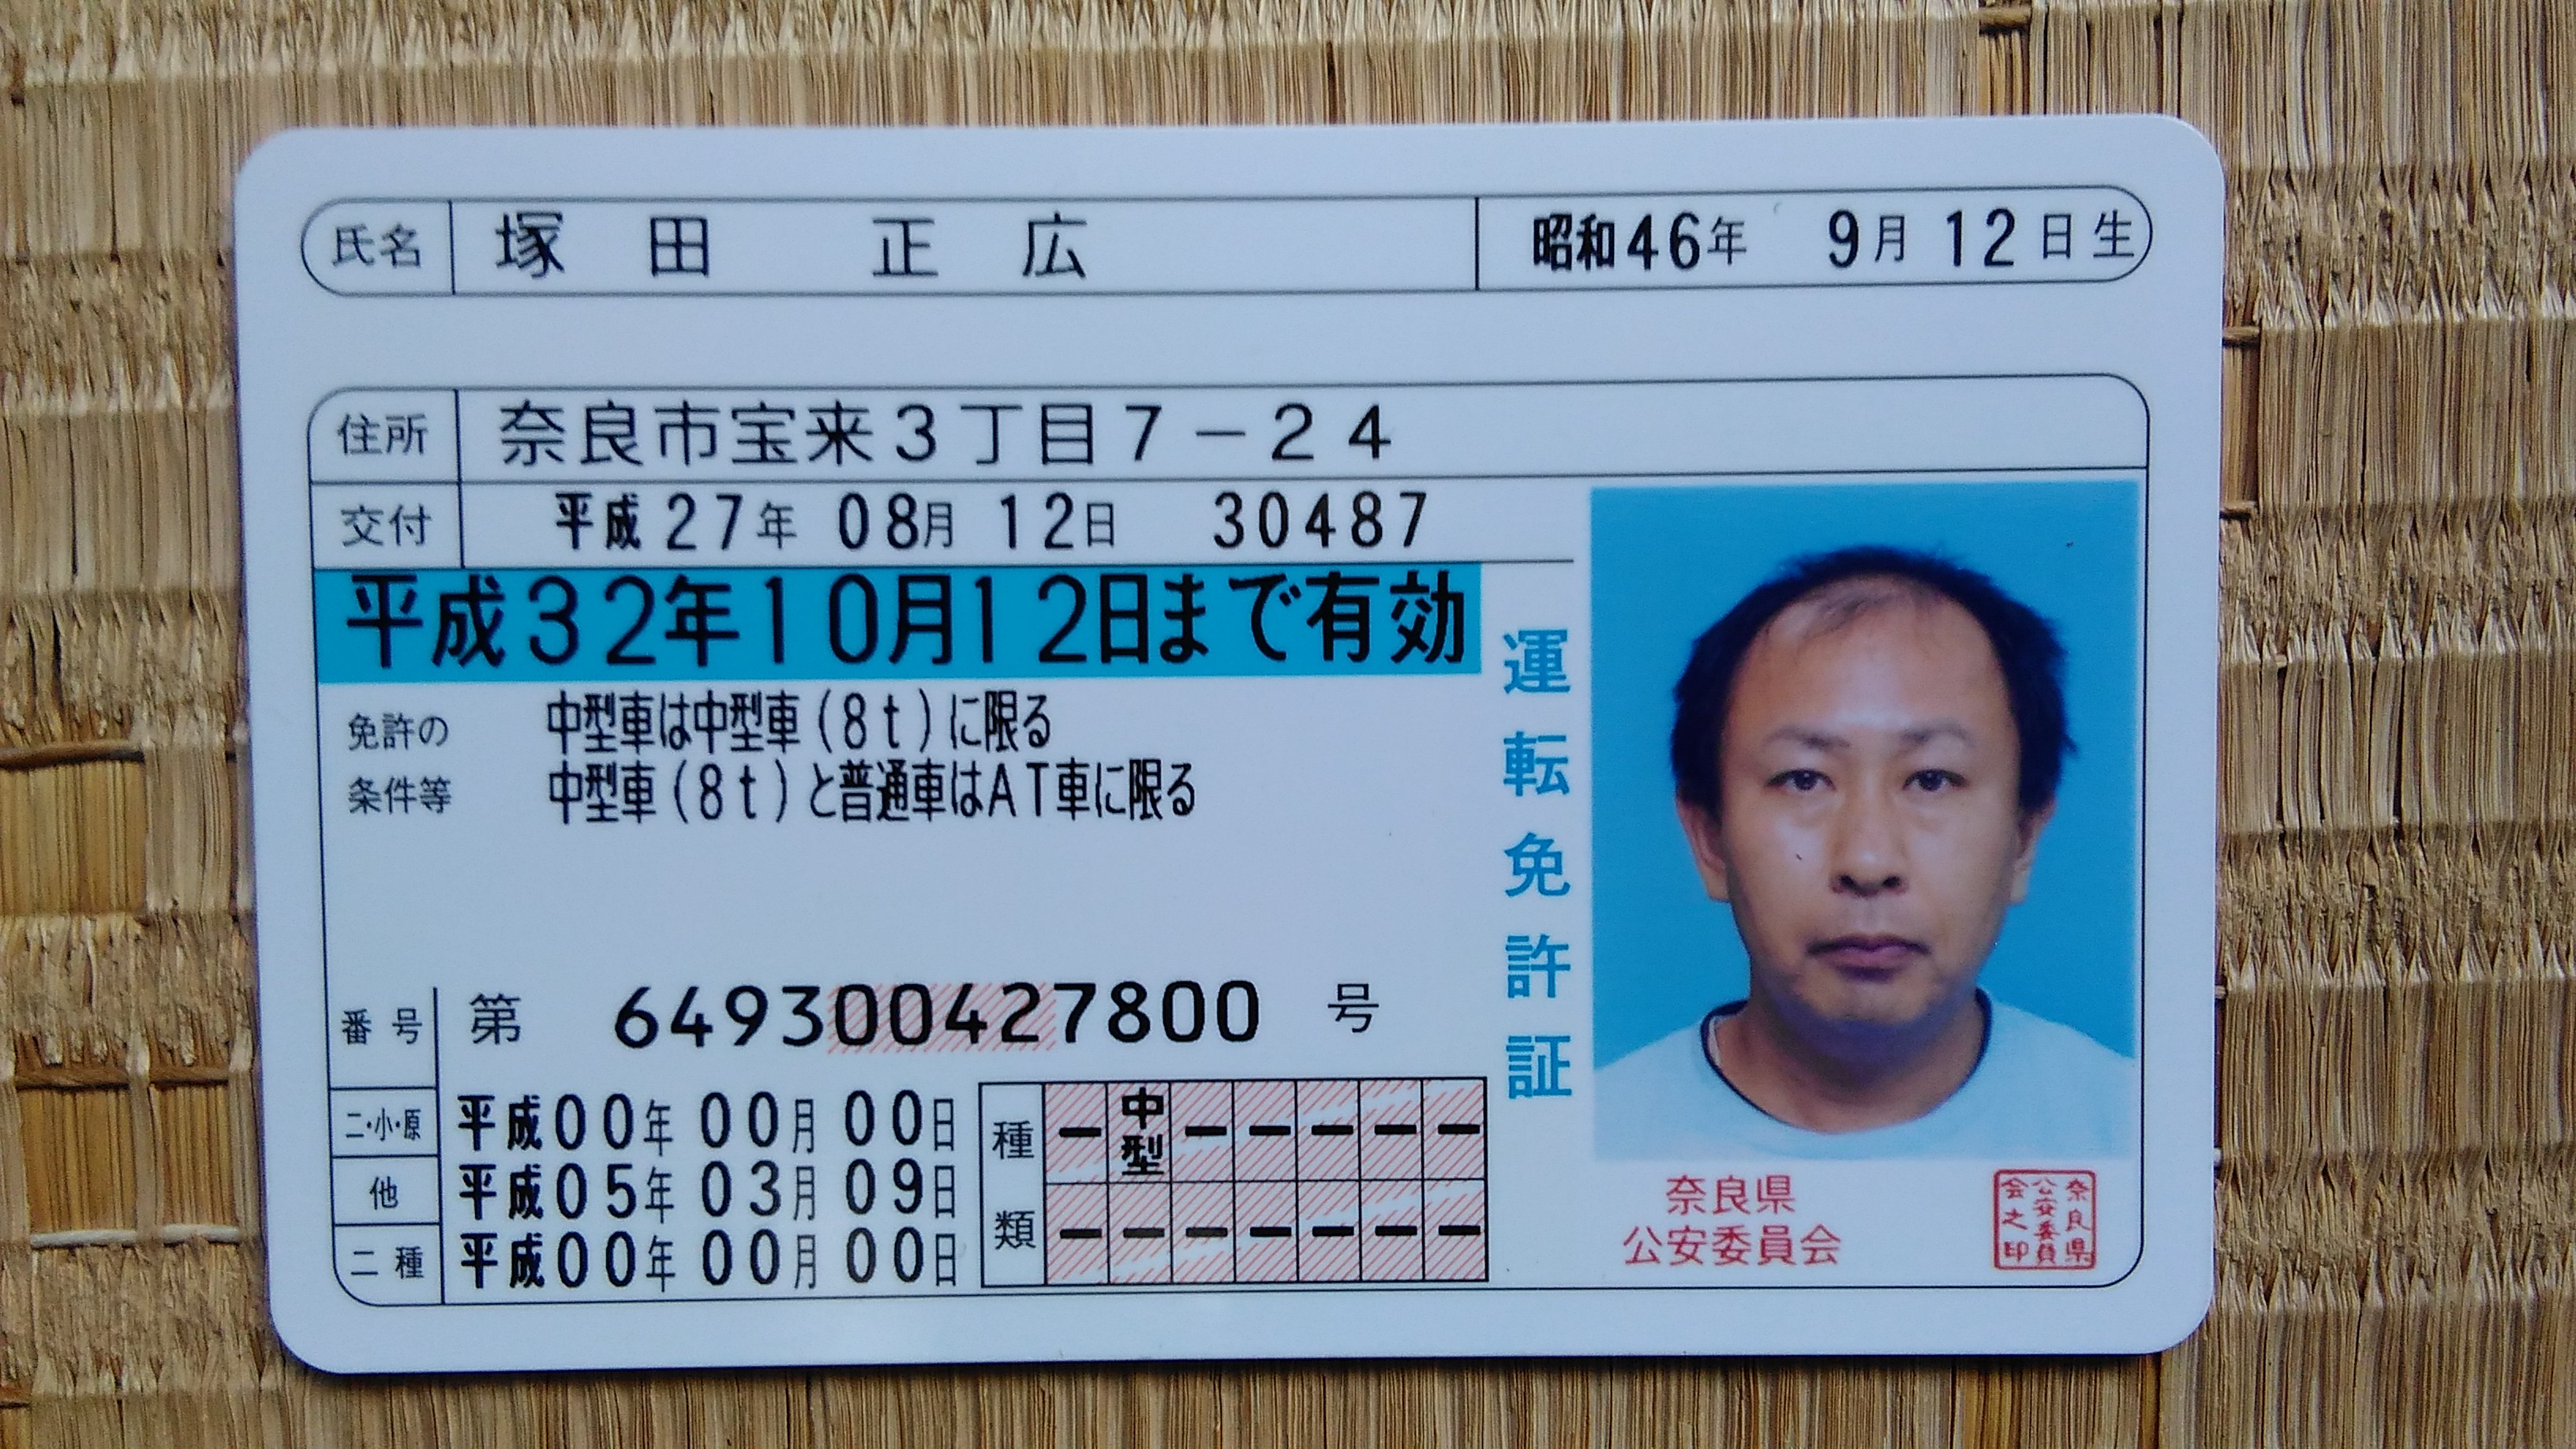 氏名 塚田 正広 昭和46年 9月12日生
住所 奈良市宝来3丁目7-24
交付 平成27年08月12日 30487
平成32年10月12日まで有効
免許の
条件等
中型車は中型車(8t)に限る
中型車(8t)と普通車はAT車に限る
番号 第 649300427800 号
二・小・原 平成00年00月00日
他 平成05年03月09日
二種 平成00年00月00日
種類
ー 中型 ー ー ー ー ー
ー ー ー ー ー ー ー
運転免許証
奈良県
公安委員会
奈良県
公安委員
会之印